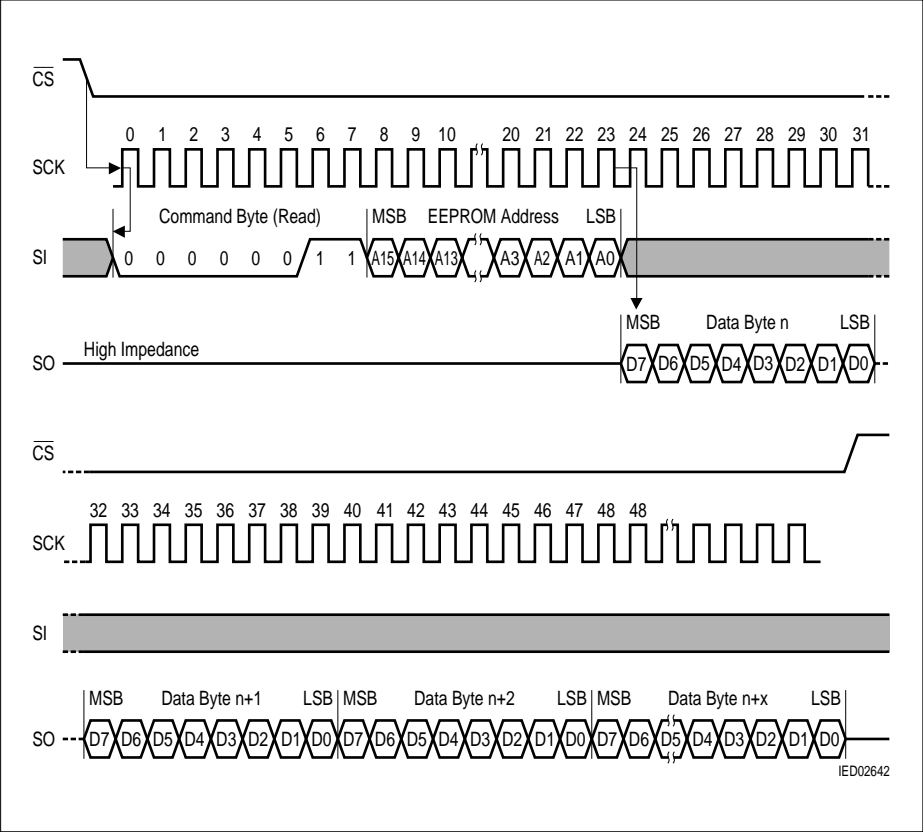 CS
0 1 2 3 4 5 6 7 8 9 10 20 21 22 23 24 25 26 27 28 29 30 31
SCK
Command Byte (Read) MSB EEPROM Address LSB
SI 0 0 0 0 0 0 1 1 A15 A14 A13 A3 A2 A1 A0
MSB Data Byte n LSB
High Impedance
SO D7 D6 D5 D4 D3 D2 D1 D0
CS
32 33 34 35 36 37 38 39 40 41 42 43 44 45 46 47 48 48
SCK
SI
MSB Data Byte n+1 LSB MSB Data Byte n+2 LSB MSB Data Byte n+x LSB
SO D7 D6 D5 D4 D3 D2 D1 D0 D7 D6 D5 D4 D3 D2 D1 D0 D7 D6 D5 D4 D3 D2 D1 D0
IED02642